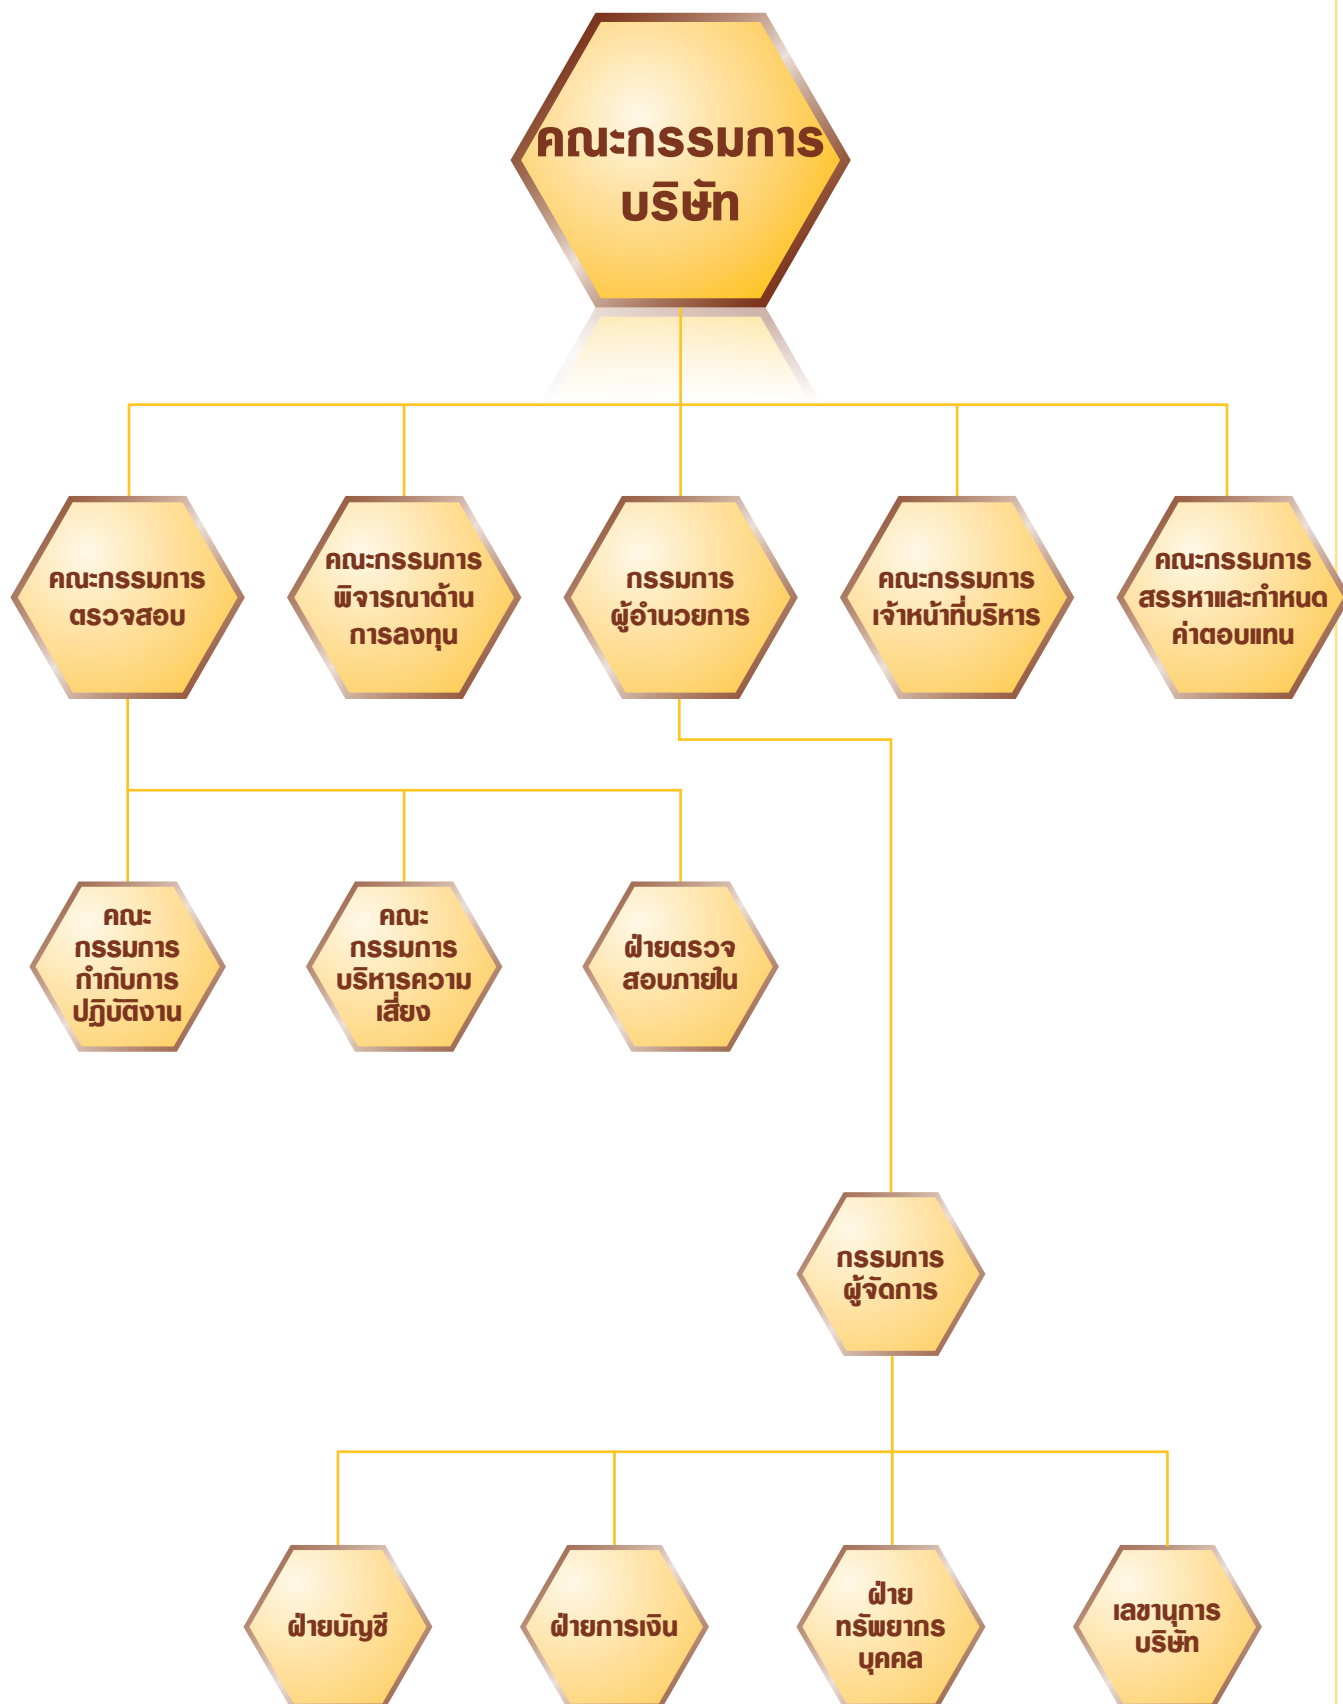 คณะกรรมการ
บริษัท
คณะกรรมการ
ตรวจสอบ
คณะกรรมการ
พิจารณาด้าน
การลงทุน
กรรมการ
ผู้อำนวยการ
คณะกรรมการ
เจ้าหน้าที่บริหาร
คณะกรรมการ
สรรหาและกำหนด
ค่าตอบแทน
คณะ
กรรมการ
กำกับการ
ปฏิบัติงาน
คณะ
กรรมการ
บริหารความ
เสี่ยง
ฝ่ายตรวจ
สอบภายใน
กรรมการ
ผู้จัดการ
ฝ่ายบัญชี
ฝ่ายการเงิน
ฝ่าย
ทรัพยากร
บุคคล
เลขานุการ
บริษัท